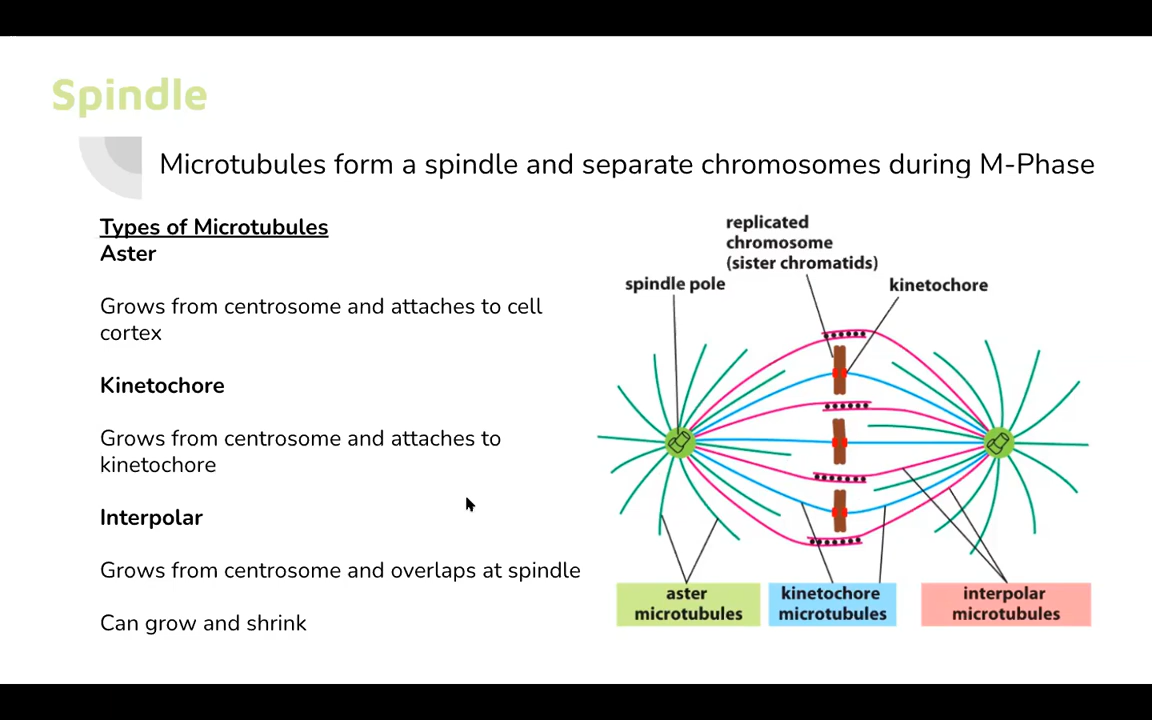 Spindle
Microtubules form a spindle and separate chromosomes during M-Phase
Types of Microtubules
Aster
Grows from centrosome and attaches to cell
cortex
Kinetochore
Grows from centrosome and attaches to
kinetochore
Interpolar
Grows from centrosome and overlaps at spindle
Can grow and shrink
replicated
chromosome
(sister chromatids)
spindle pole
kinetochore
aster
microtubules
kinetochore
microtubules
interpolar
microtubules